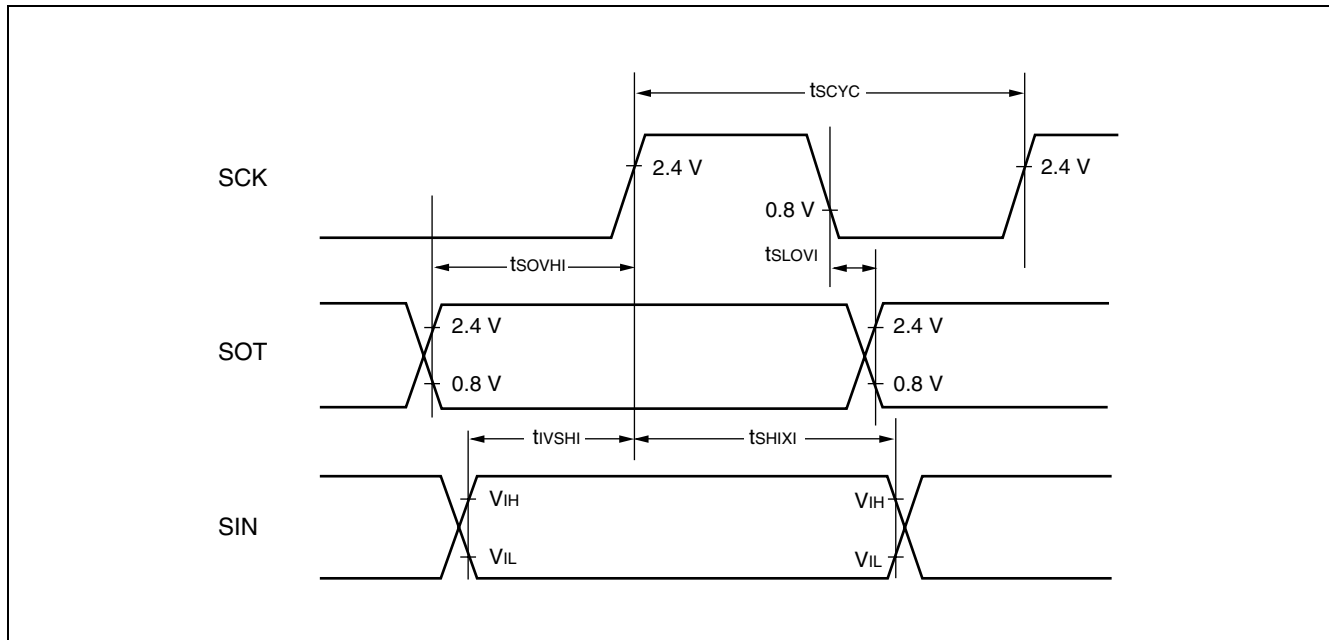 tSCYC
SCK
2.4 V
0.8 V
2.4 V
tSOVHI
tSLOVI
SOT
2.4 V
0.8 V
2.4 V
0.8 V
tIVSHI
tSHIXI
SIN
VIH
VIL
VIH
VIL